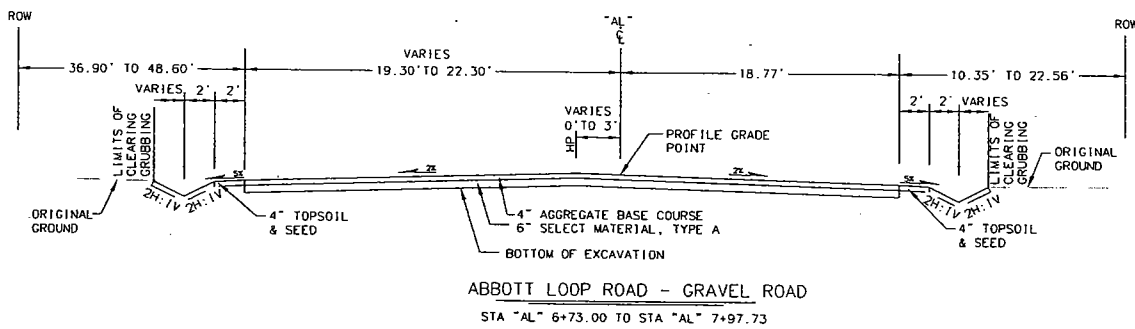 ROW
"AL"
℄
ROW
VARIES
36.90' TO 48.60'
19.30' TO 22.30'
18.77'
10.35' TO 22.56'
VARIES
2'
2'
VARIES
0' TO 3'
2'
2'
VARIES
LIMITS OF
CLEARING
GRUBBING
HP
PROFILE GRADE
POINT
LIMITS OF
CLEARING
GRUBBING
ORIGINAL
GROUND
5%
2%
2%
5%
2H:1V
2H:1V
2H:1V
2H:1V
ORIGINAL
GROUND
4" TOPSOIL
& SEED
4" AGGREGATE BASE COURSE
6" SELECT MATERIAL, TYPE A
BOTTOM OF EXCAVATION
4" TOPSOIL
& SEED
ABBOTT LOOP ROAD - GRAVEL ROAD
STA "AL" 6+73.00 TO STA "AL" 7+97.73